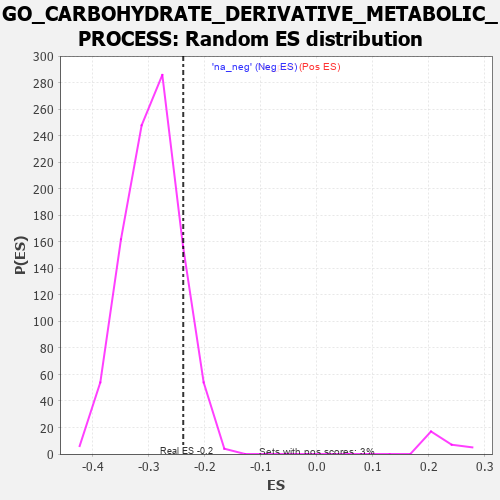 GO_CARBOHYDRATE_DERIVATIVE_METABOLIC_
PROCESS: Random ES distribution
'na_neg' (Neg ES) (Pos ES)
300
280
260
240
220
200
180
160
140
120
100
80
60
40
20
0
P(ES)
Real ES -0.2
Sets with pos scores: 3%
-0.4 -0.3 -0.2 -0.1 0.0 0.1 0.2 0.3
ES